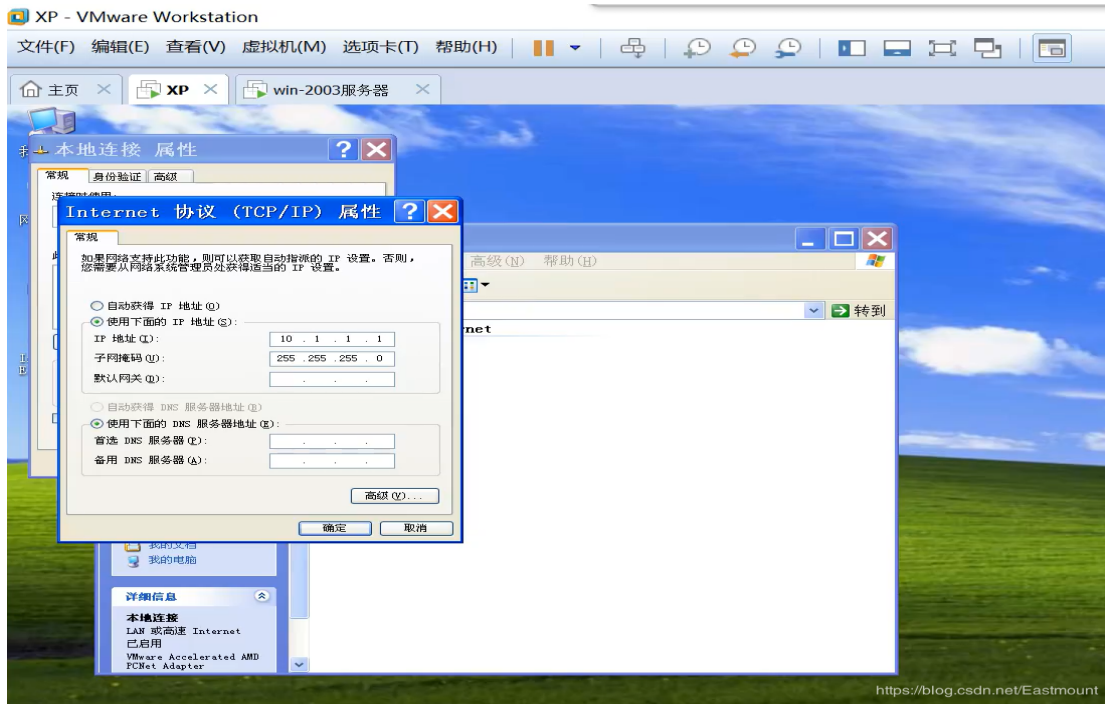 XP - VMware Workstation
文件(F) 编辑(E) 查看(V) 虚拟机(M) 选项卡(T) 帮助(H)
主页 XP win-2003服务器
本地连接 属性
常规 身份验证 高级
连接时使用:
Internet 协议 (TCP/IP) 属性
常规
如果网络支持此功能，则可以获取自动指派的 IP 设置。否则，
您需要从网络系统管理员处获得适当的 IP 设置。
自动获得 IP 地址(O)
使用下面的 IP 地址(S):
IP 地址(I): 10 . 1 . 1 . 1
子网掩码(U): 255 .255 .255 . 0
默认网关(D): . . .
自动获得 DNS 服务器地址(B)
使用下面的 DNS 服务器地址(E):
首选 DNS 服务器(P): . . .
备用 DNS 服务器(A): . . .
高级(V)...
确定 取消
高级(N) 帮助(H)
转到
net
我的文档
我的电脑
详细信息
本地连接
LAN 或高速 Internet
已启用
VMware Accelerated AMD
PCNet Adapter
https://blog.csdn.net/Eastmount